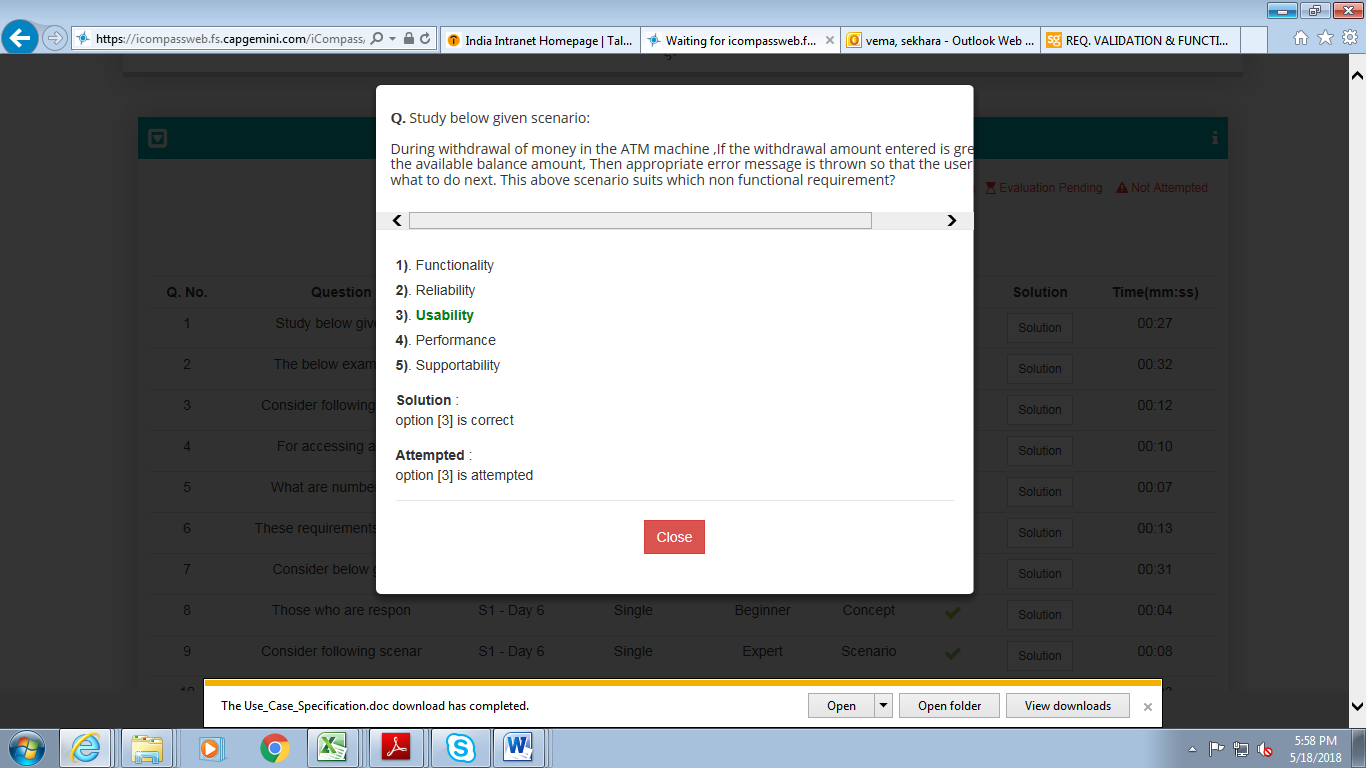 https://icompassweb.fs.capgemini.com/iCompass/
India Intranet Homepage | Tal...
Waiting for icompassweb.f...
vema, sekhara - Outlook Web ...
REQ. VALIDATION & FUNCTI...
Q. Study below given scenario:
During withdrawal of money in the ATM machine ,If the withdrawal amount entered is gre
the available balance amount, Then appropriate error message is thrown so that the user
what to do next. This above scenario suits which non functional requirement?
Evaluation Pending
Not Attempted
1). Functionality
2). Reliability
3). Usability
4). Performance
5). Supportability
Solution :
option [3] is correct
Attempted :
option [3] is attempted
Close
Q. No. Question Solution Time(mm:ss)
1 Study below give Solution 00:27
2 The below exam Solution 00:32
3 Consider following Solution 00:12
4 For accessing a Solution 00:10
5 What are numbe Solution 00:07
6 These requirements Solution 00:13
7 Consider below g Solution 00:31
8 Those who are respon S1 - Day 6 Single Beginner Concept Solution 00:04
9 Consider following scenar S1 - Day 6 Single Expert Scenario Solution 00:08
The Use_Case_Specification.doc download has completed.
Open
Open folder
View downloads
5:58 PM
5/18/2018